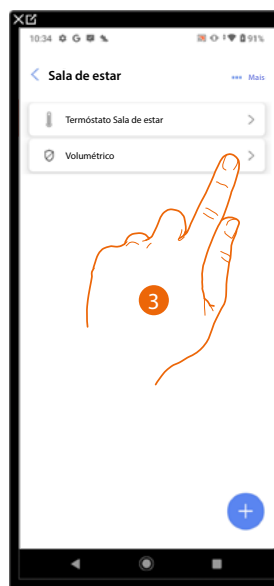 10:34 G 91%
Sala de estar Mais
Termóstato Sala de estar
Volumétrico
3